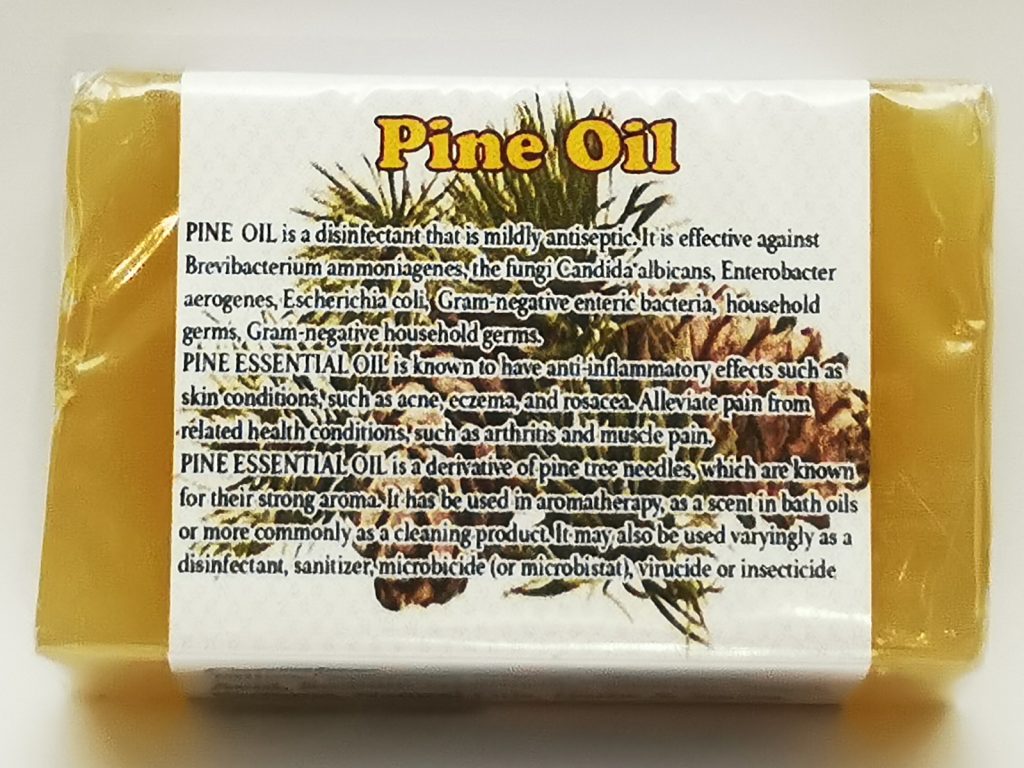 Pine Oil
PINE OIL is a disinfectant that is mildly antiseptic. It is effective against
Brevibacterium ammoniagenes, the fungi Candida albicans, Enterobacter
aerogenes, Escherichia coli, Gram-negative enteric bacteria, household
germs, Gram-negative household germs.
PINE ESSENTIAL OIL is known to have anti-inflammatory effects such as
skin conditions, such as acne, eczema, and rosacea. Alleviate pain from
related health conditions, such as arthritis and muscle pain.
PINE ESSENTIAL OIL is a derivative of pine tree needles, which are known
for their strong aroma. It has be used in aromatherapy, as a scent in bath oils
or more commonly as a cleaning product. It may also be used varyingly as a
disinfectant, sanitizer, microbicide (or microbistat), virucide or insecticide